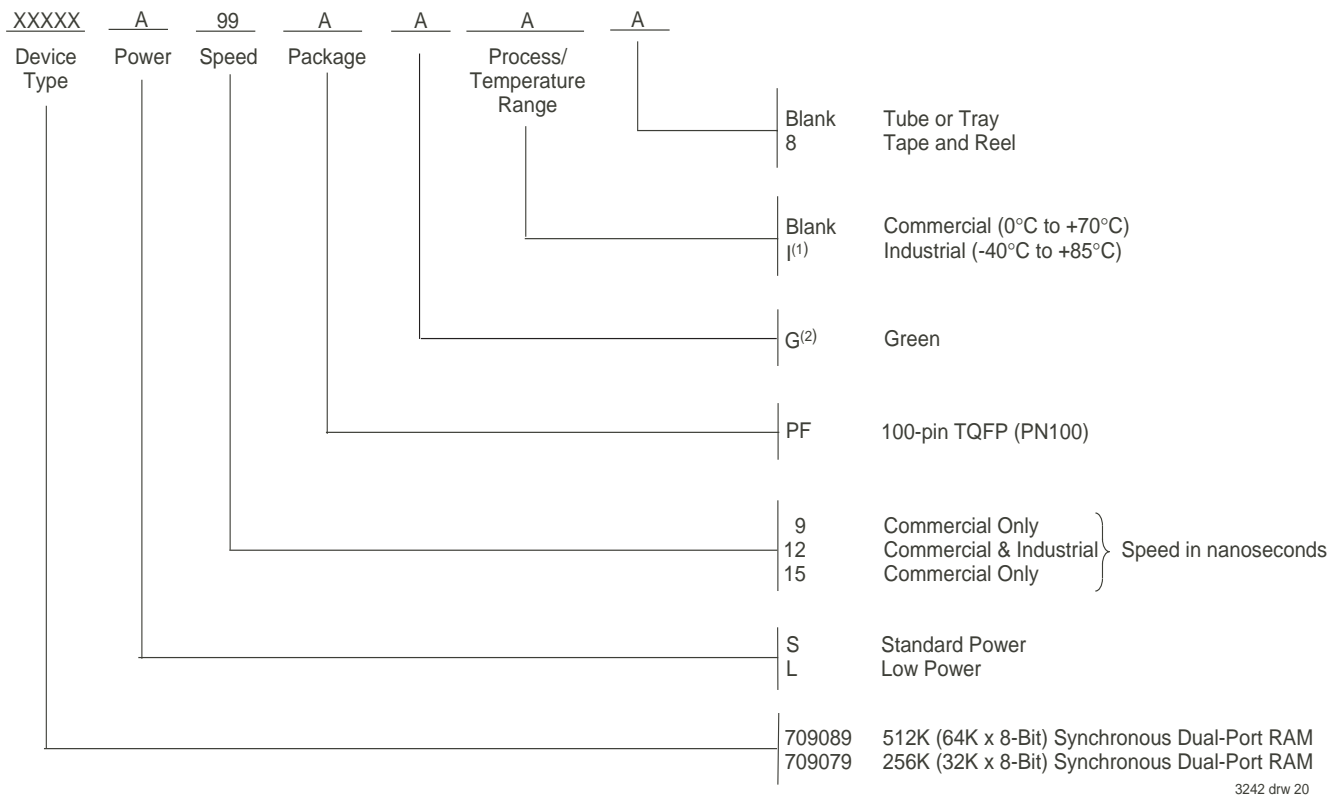 XXXXX A 99 A A A A
Device Power Speed Package Process/
Type Temperature
Range
Blank Tube or Tray
8 Tape and Reel
Blank Commercial (0°C to +70°C)
I(1) Industrial (-40°C to +85°C)
G(2) Green
PF 100-pin TQFP (PN100)
9 Commercial Only
12 Commercial & Industrial Speed in nanoseconds
15 Commercial Only
S Standard Power
L Low Power
709089 512K (64K x 8-Bit) Synchronous Dual-Port RAM
709079 256K (32K x 8-Bit) Synchronous Dual-Port RAM
3242 drw 20